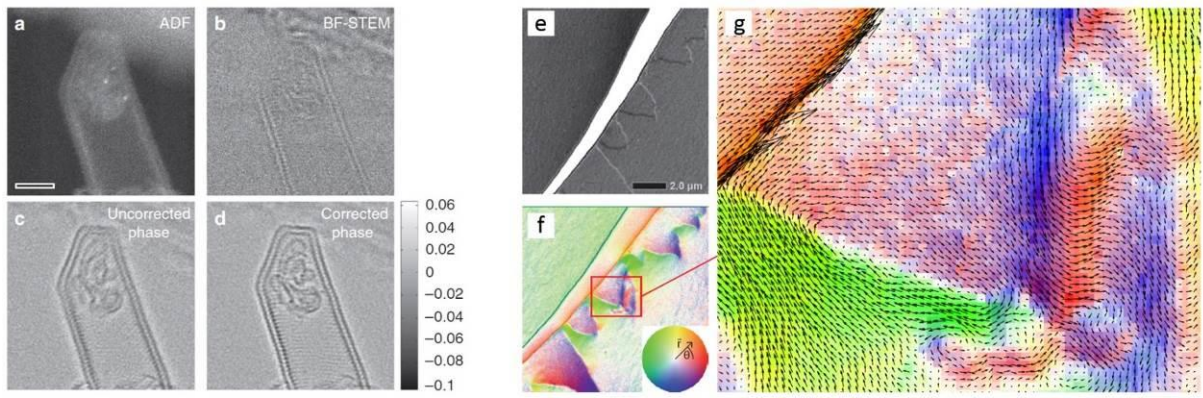 a
ADF
b
BF-STEM
c
Uncorrected
phase
d
Corrected
phase
0.06
0.04
0.02
0
−0.02
−0.04
−0.06
−0.08
−0.1
e
2.0 μm
f
r
θ
g